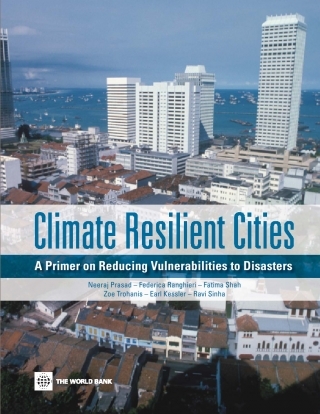 Climate Resilient Cities
A Primer on Reducing Vulnerabilities to Disasters
Neeraj Prasad – Federica Ranghieri – Fatima Shah
Zoe Trohanis – Earl Kessler – Ravi Sinha
THE WORLD BANK